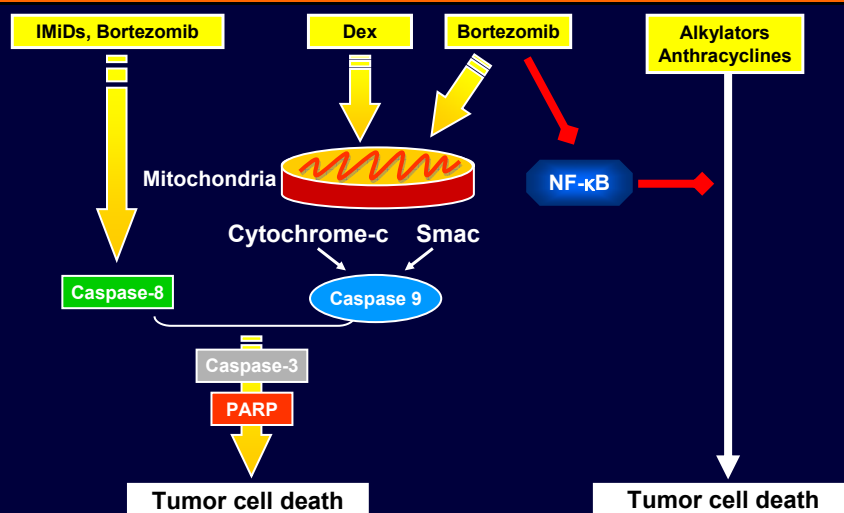 IMiDs, Bortezomib
Dex
Bortezomib
Alkylators
Anthracyclines
Mitochondria
NF-κB
Cytochrome-c
Smac
Caspase-8
Caspase 9
Caspase-3
PARP
Tumor cell death
Tumor cell death